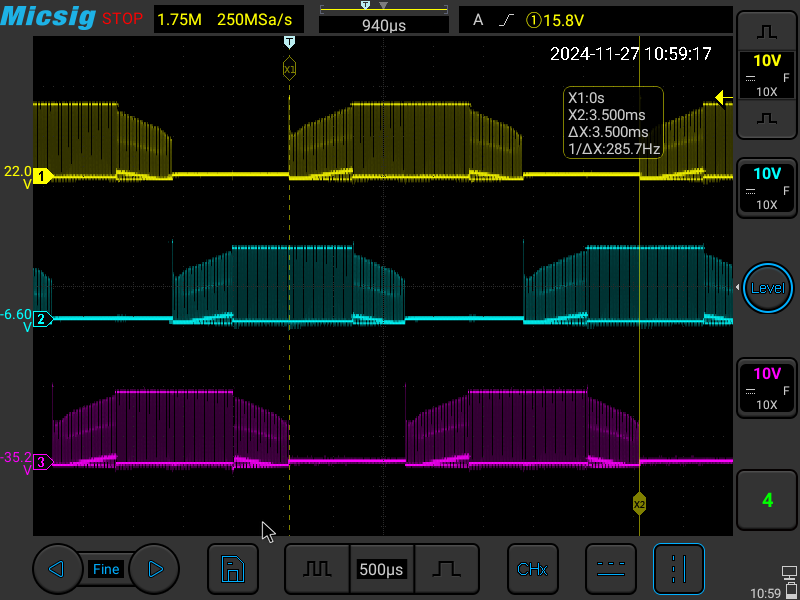 Micsig STOP 1.75M 250MSa/s T 940µs A 1 15.8V
T
2024-11-27 10:59:17
X1
10V
F
10X
X1:0s
X2:3.500ms
ΔX:3.500ms
1/ΔX:285.7Hz
22.0
V
1
10V
F
10X
Level
-6.60
V
2
10V
F
10X
-35.2
V
3
X2
4
Fine
500µs
CHx
10:59